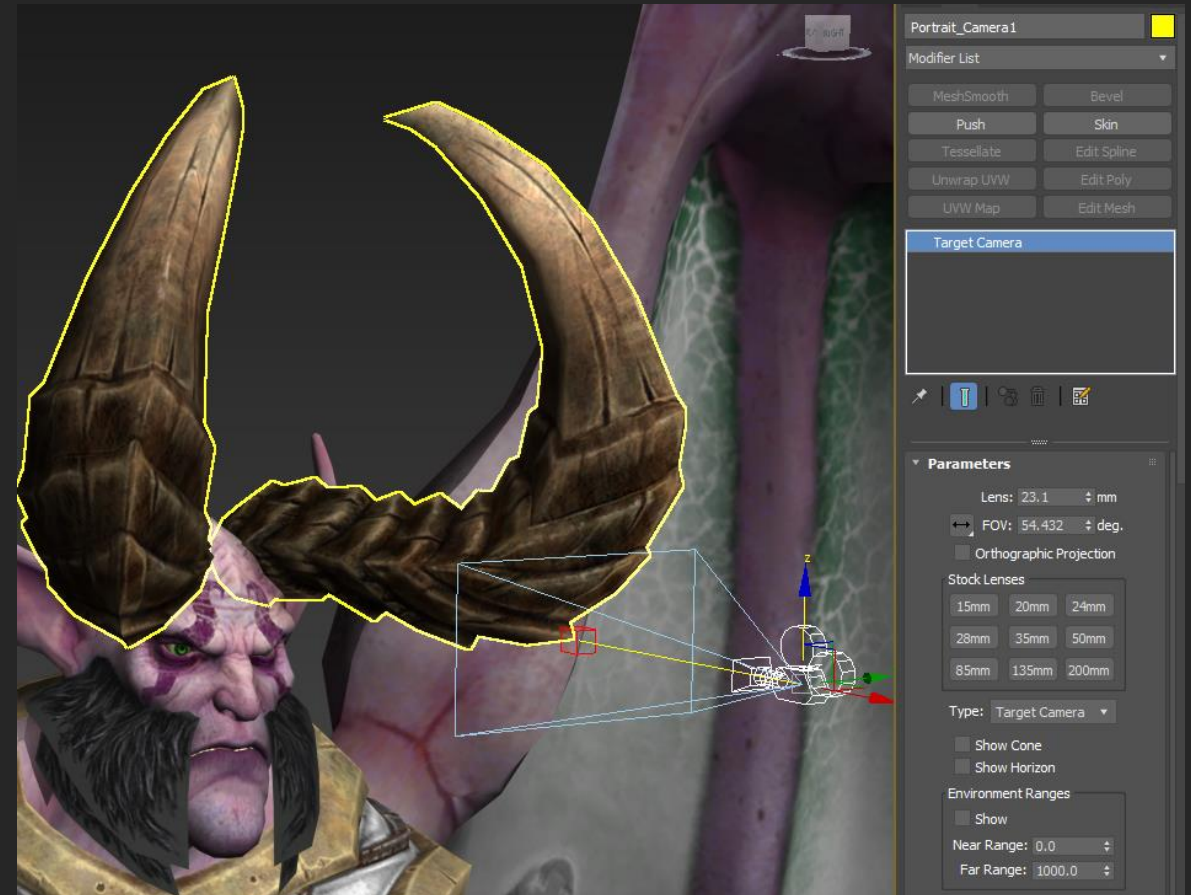 Portrait_Camera1
Modifier List
MeshSmooth Bevel
Push Skin
Tessellate Edit Spline
Unwrap UVW Edit Poly
UVW Map Edit Mesh
Target Camera
Parameters
Lens: 23.1 mm
FOV: 54.432 deg.
Orthographic Projection
Stock Lenses
15mm 20mm 24mm
28mm 35mm 50mm
85mm 135mm 200mm
Type: Target Camera
Show Cone
Show Horizon
Environment Ranges
Show
Near Range: 0.0
Far Range: 1000.0
z